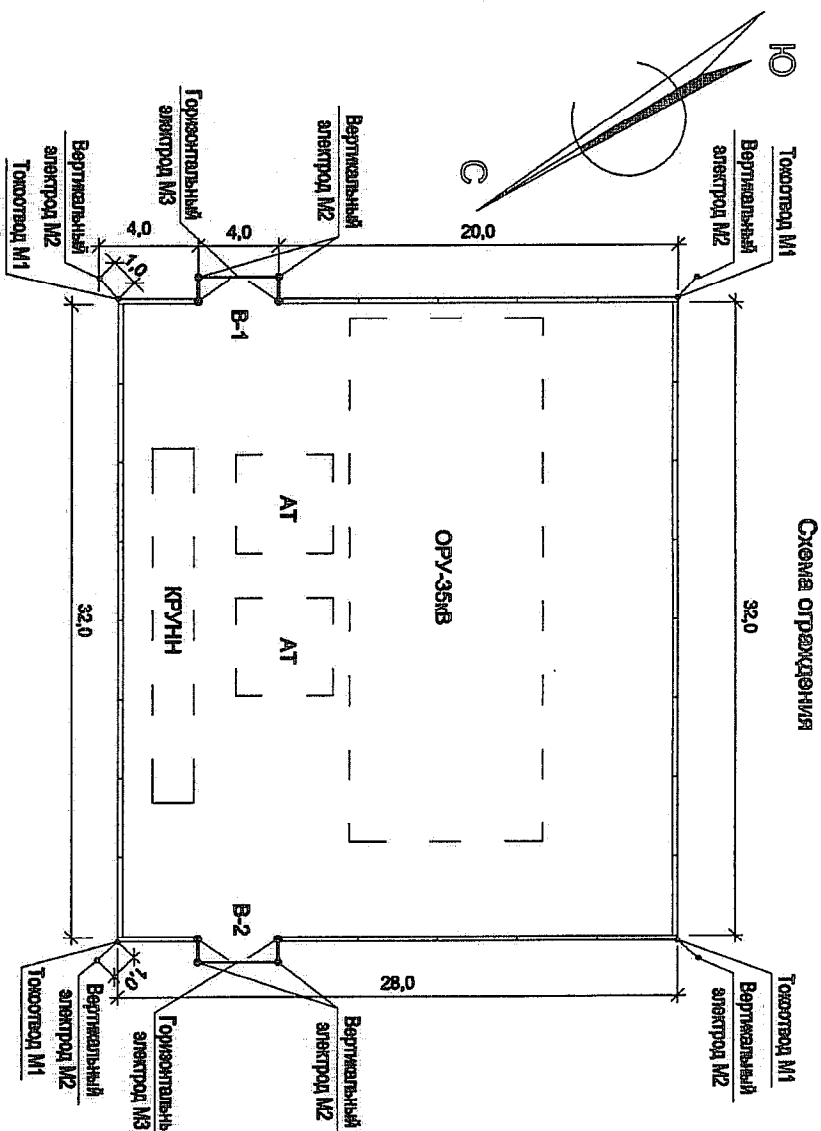 Схема ограждения
Ю
С
Токоотвод М1
Вертикальный
электрод М2
32,0
Токоотвод М1
Вертикальный
электрод М2
20,0
28,0
ОРУ-35кВ
Вертикальный
электрод М2
Горизонтальный
электрод М3
4,0
В-1
АТ
АТ
В-2
Вертикальный
электрод М2
Горизонтальны
электрод М3
4,0
КРУНН
Вертикальный
электрод М2
Токоотвод М1
1,0
32,0
1,0
Вертикальный
электрод М2
Токоотвод М1